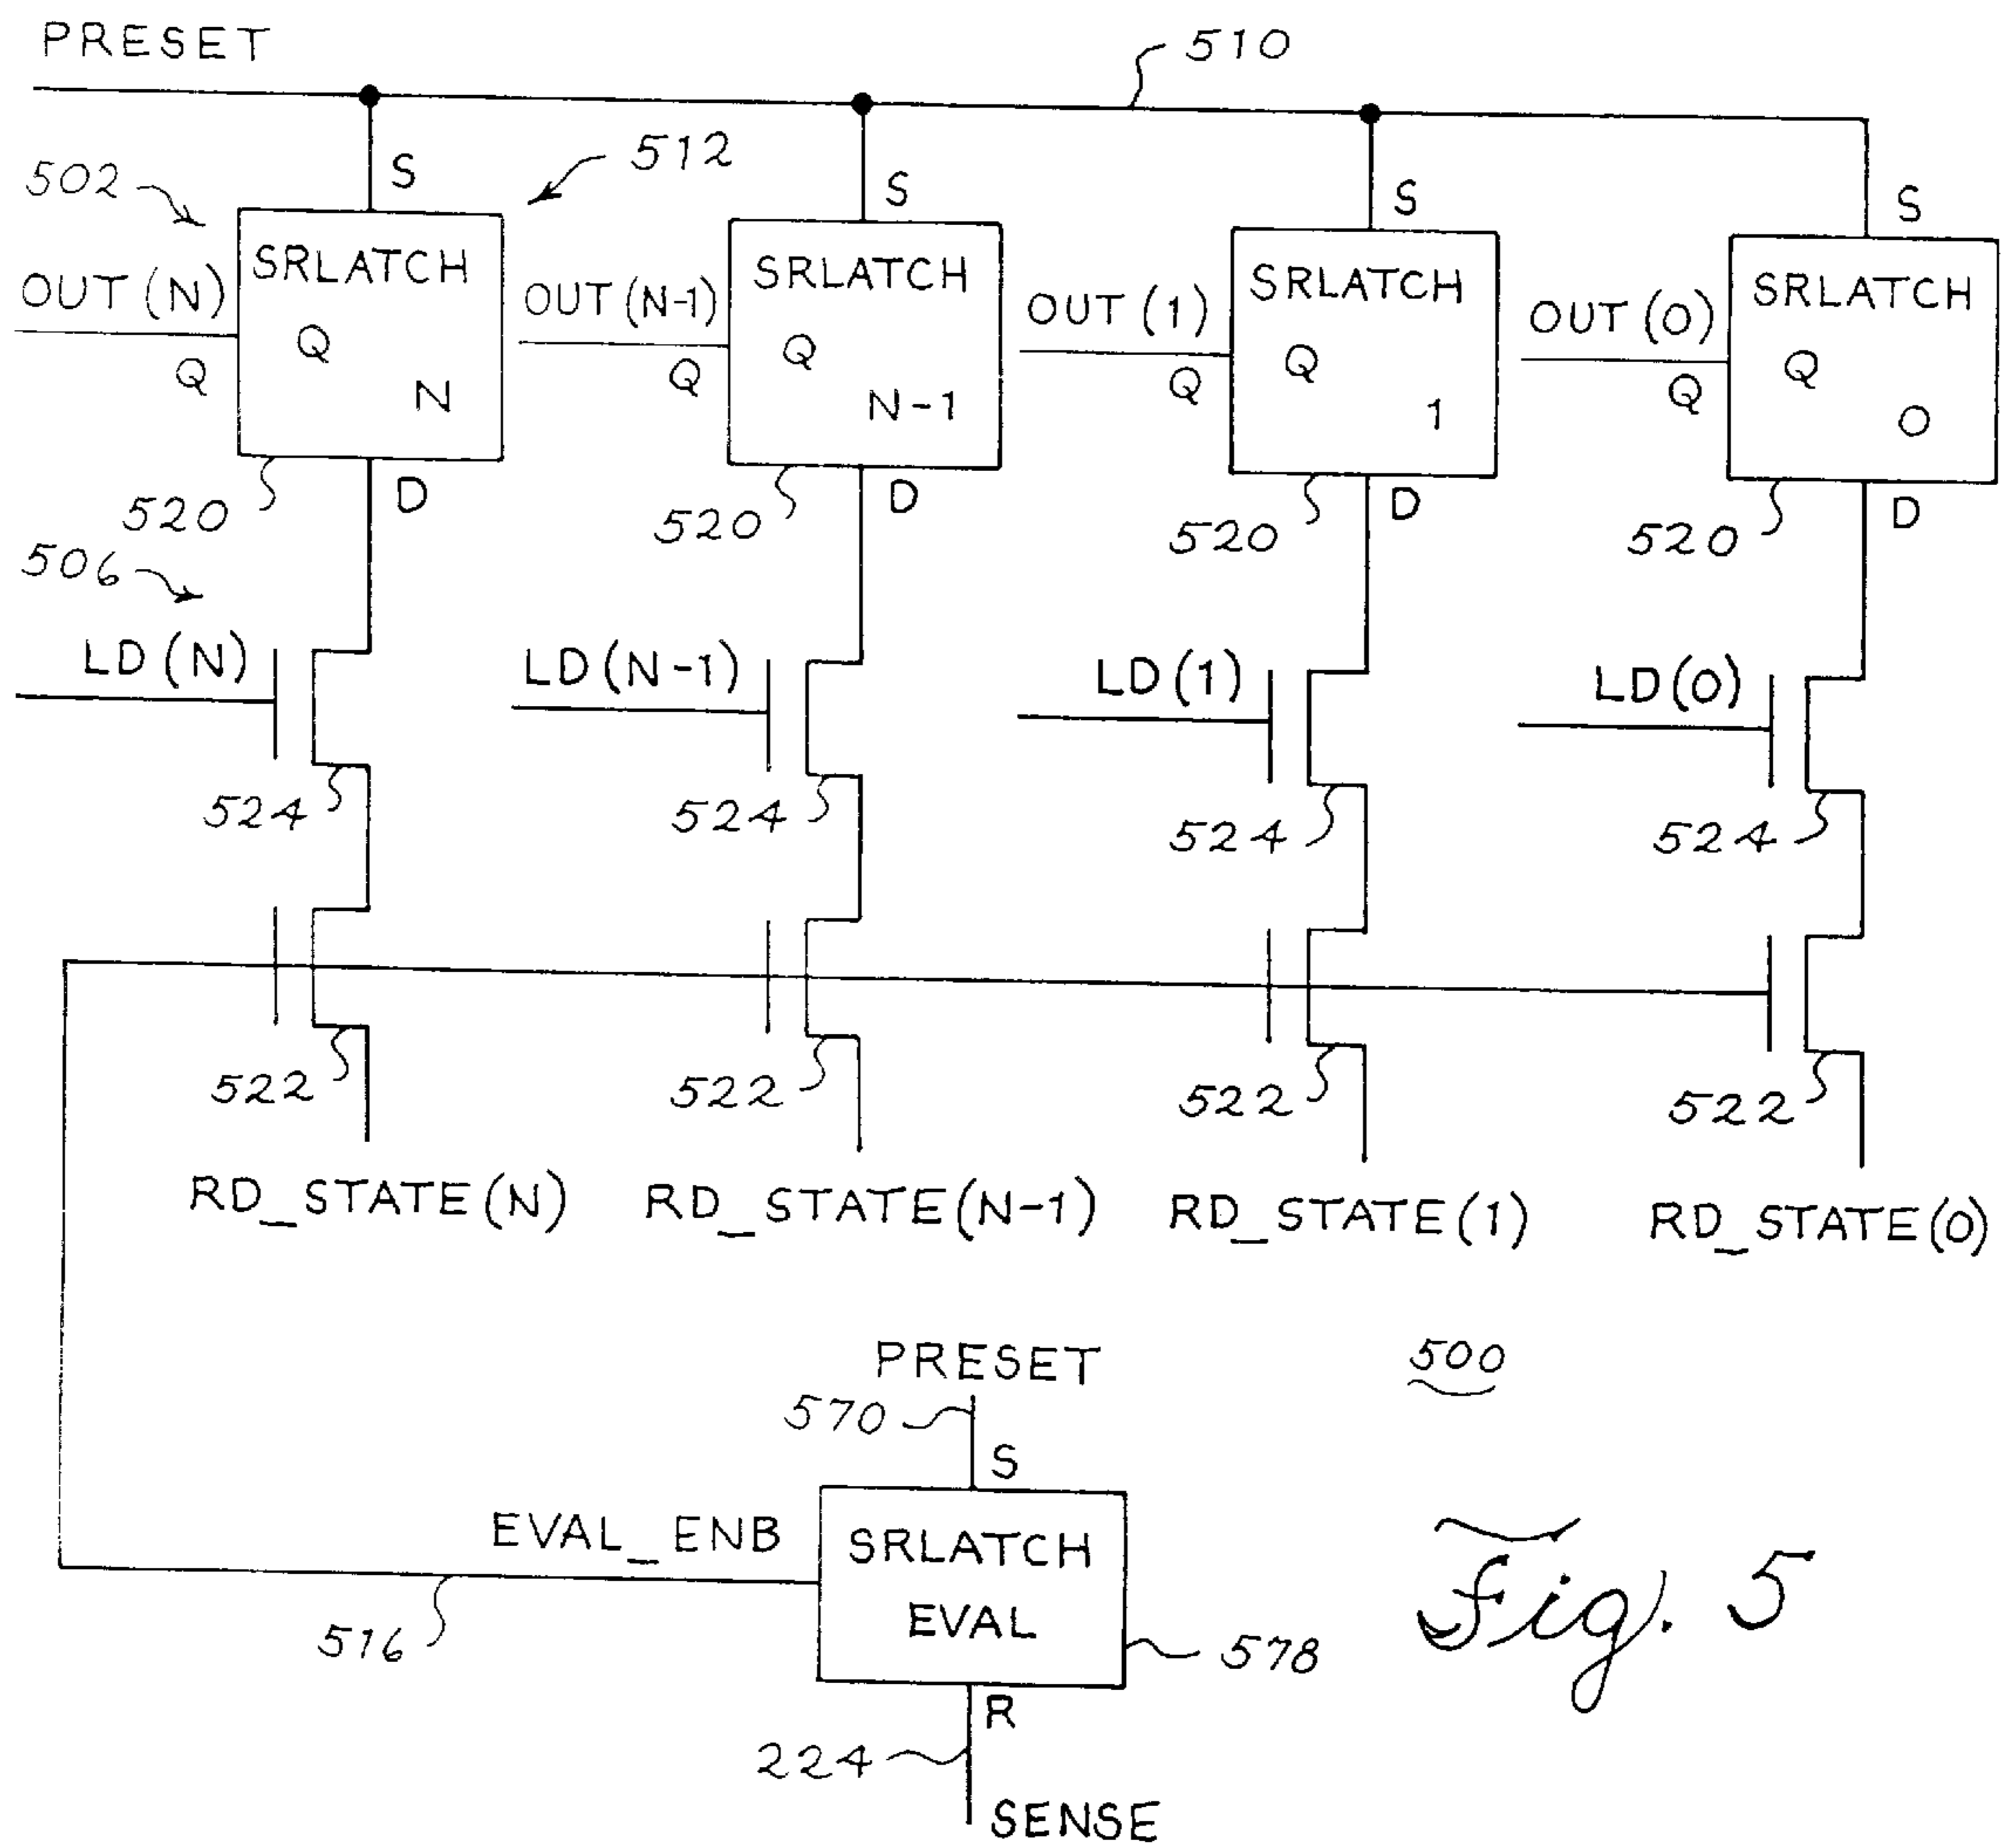 PRESET
510
502
S
512
S
S
S
SRLATCH
SRLATCH
SRLATCH
SRLATCH
OUT (N)
OUT (N-1)
OUT (1)
OUT (0)
Q
Q
Q
Q
Q
Q
Q
Q
N
N-1
1
0
520
D
520
D
520
D
520
D
506
LD (N)
LD (N-1)
LD (1)
LD (0)
524
524
524
524
522
522
522
522
RD_STATE (N)
RD_STATE (N-1)
RD_STATE (1)
RD_STATE (0)
PRESET
500
570
S
EVAL_ENB
SRLATCH
EVAL
516
578
R
224
SENSE
Fig. 5